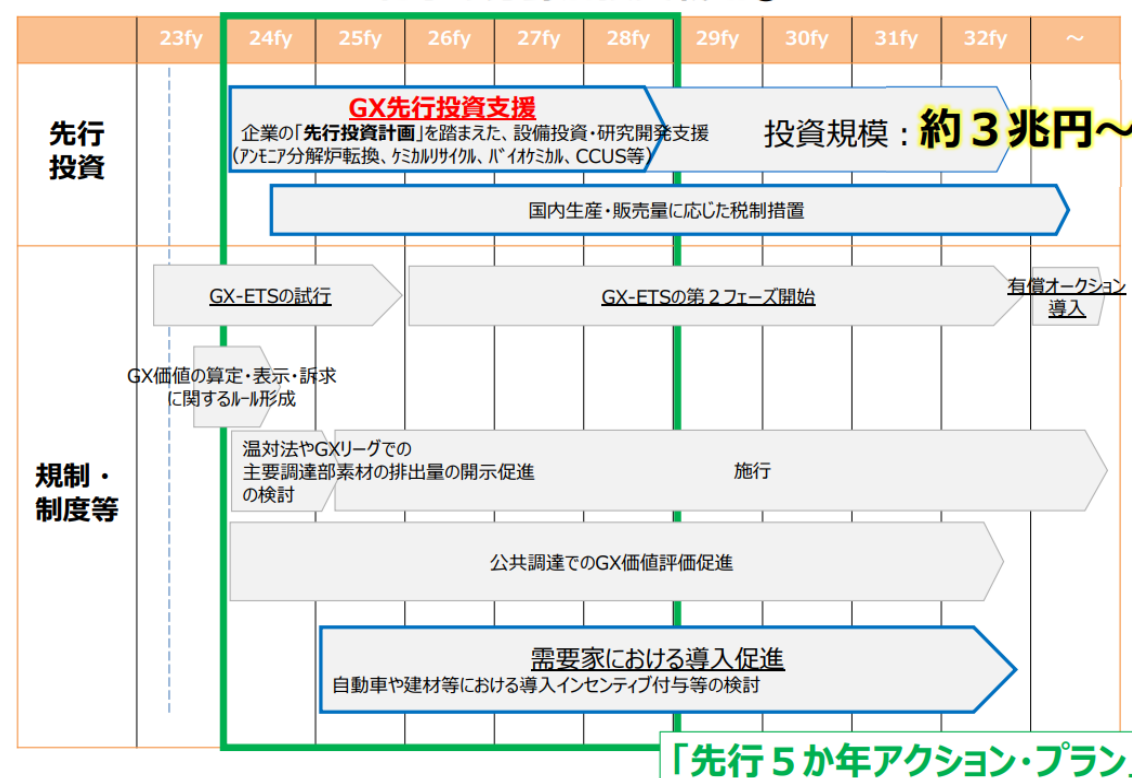 23fy 24fy 25fy 26fy 27fy 28fy 29fy 30fy 31fy 32fy ～
先行
投資
GX先行投資支援
企業の「先行投資計画」を踏まえた、設備投資・研究開発支援
(ｱﾝﾓﾆｱ分解炉転換、ｹﾐｶﾙﾘｻｲｸﾙ、ﾊﾞｲｵｹﾐｶﾙ、CCUS等)
投資規模：約３兆円～
国内生産・販売量に応じた税制措置
規制・
制度等
GX-ETSの試行
GX-ETSの第２フェーズ開始
有償オークション
導入
GX価値の算定・表示・訴求
に関するﾙｰﾙ形成
温対法やGXリーグでの
主要調達部素材の排出量の開示促進
の検討
施行
公共調達でのGX価値評価促進
需要家における導入促進
自動車や建材等における導入インセンティブ付与等の検討
「先行５か年アクション・プラン」